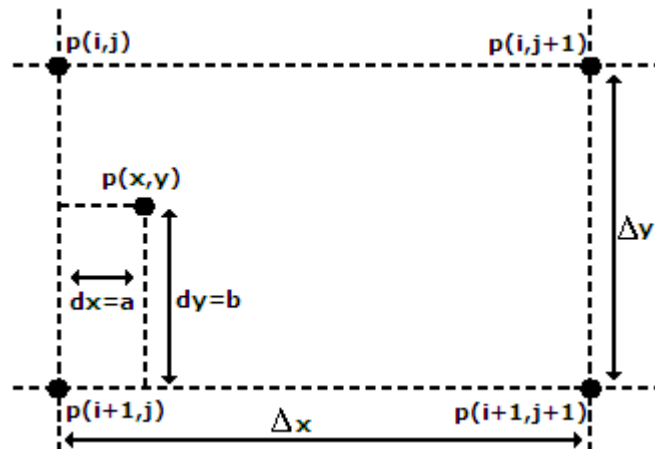 p(i,j)
p(i,j+1)
p(x,y)
Δy
dx=a
dy=b
p(i+1,j)
Δx
p(i+1,j+1)